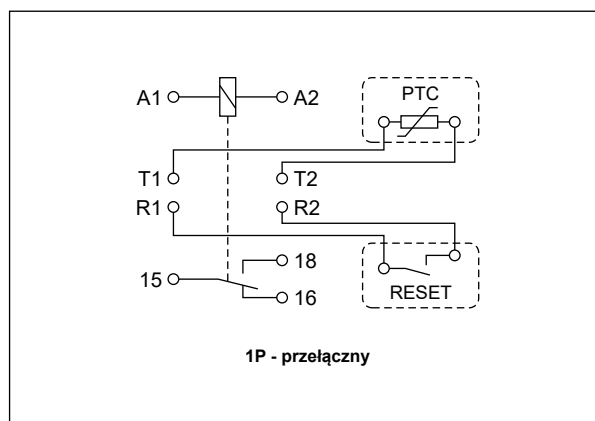 A1 A2 PTC
T1 T2
R1 R2
18
15
16 RESET
1P - przełączny